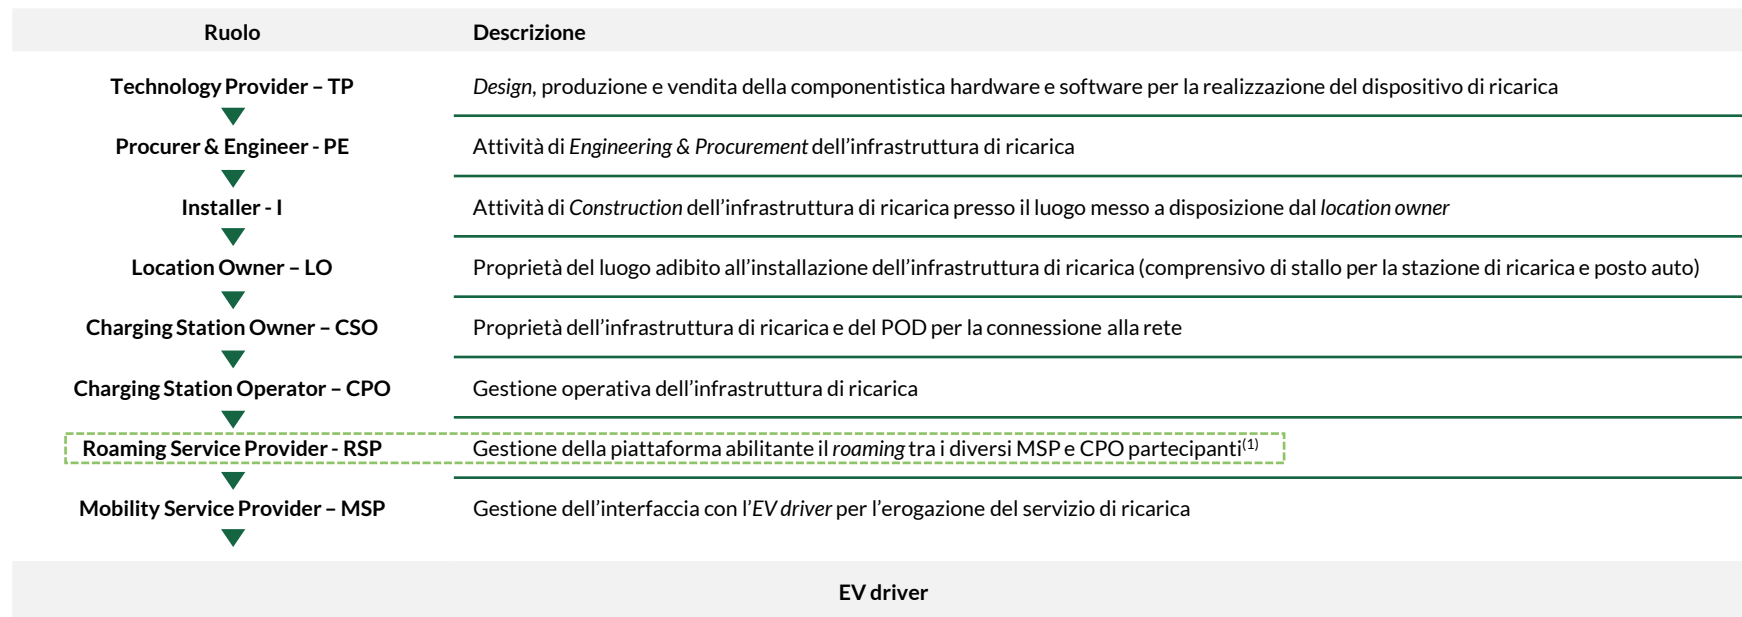 Ruolo Descrizione
Technology Provider – TP Design, produzione e vendita della componentistica hardware e software per la realizzazione del dispositivo di ricarica
Procurer & Engineer - PE Attività di Engineering & Procurement dell’infrastruttura di ricarica
Installer - I Attività di Construction dell’infrastruttura di ricarica presso il luogo messo a disposizione dal location owner
Location Owner – LO Proprietà del luogo adibito all’installazione dell’infrastruttura di ricarica (comprensivo di stallo per la stazione di ricarica e posto auto)
Charging Station Owner – CSO Proprietà dell’infrastruttura di ricarica e del POD per la connessione alla rete
Charging Station Operator – CPO Gestione operativa dell’infrastruttura di ricarica
Roaming Service Provider - RSP Gestione della piattaforma abilitante il roaming tra i diversi MSP e CPO partecipanti(1)
Mobility Service Provider – MSP Gestione dell’interfaccia con l’EV driver per l’erogazione del servizio di ricarica
EV driver